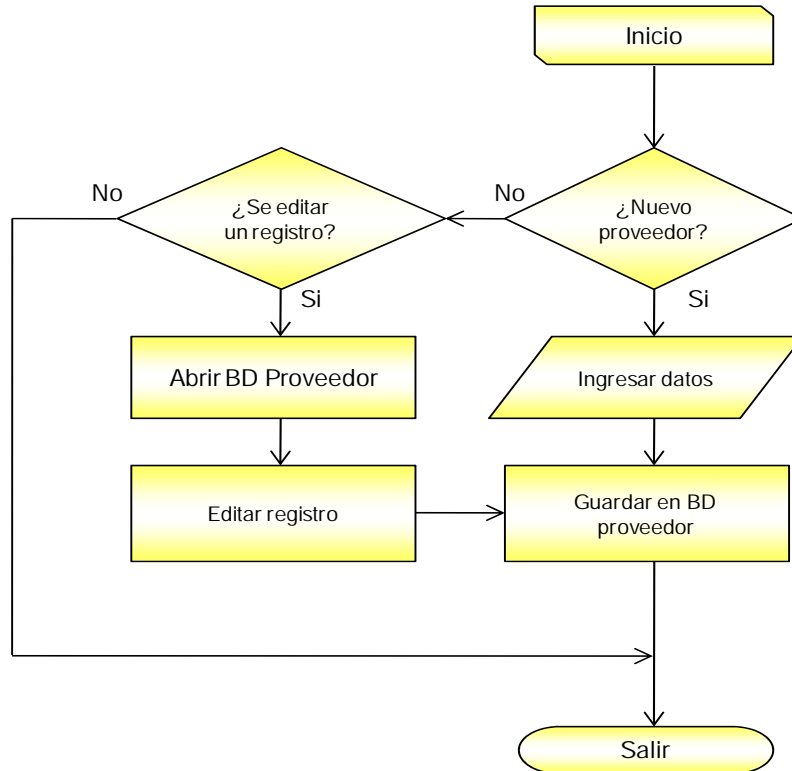 Inicio
No
¿Se editar
un registro?
No
¿Nuevo
proveedor?
Si
Si
Abrir BD Proveedor
Ingresar datos
Editar registro
Guardar en BD
proveedor
Salir